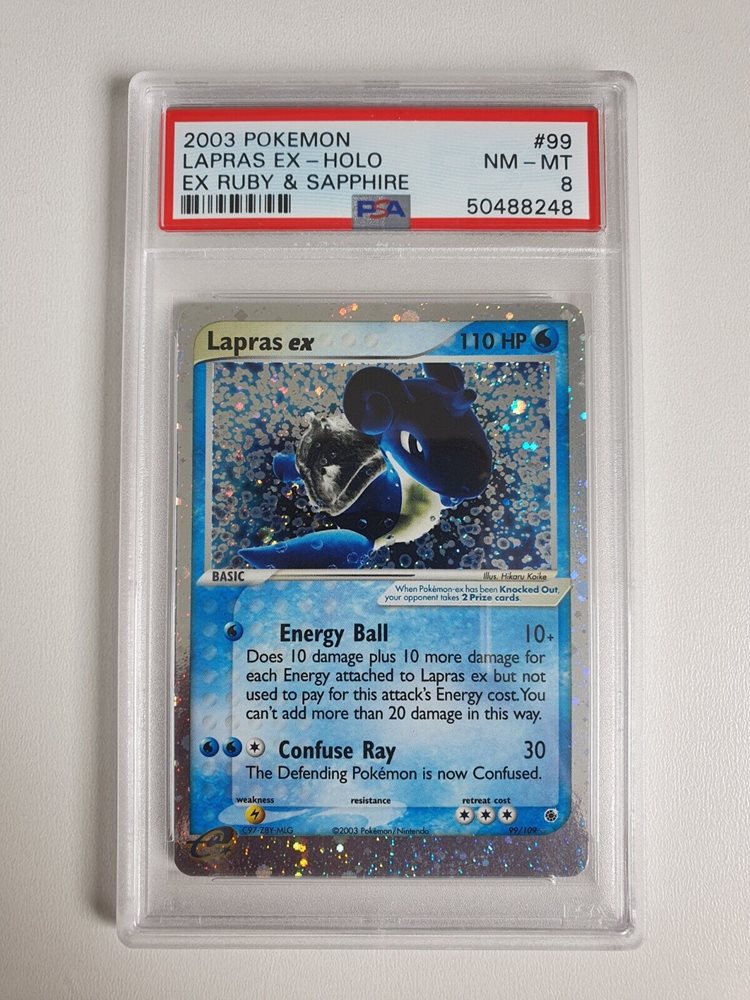 2003 POKEMON #99
LAPRAS EX - HOLO NM - MT
EX RUBY & SAPPHIRE 8
PSA 50488248
Lapras ex 110 HP
BASIC Illus. Hikaru Koike
When Pokémon-ex has been Knocked Out,
your opponent takes 2 Prize cards.
Energy Ball 10+
Does 10 damage plus 10 more damage for
each Energy attached to Lapras ex but not
used to pay for this attack's Energy cost.You
can't add more than 20 damage in this way.
Confuse Ray 30
The Defending Pokémon is now Confused.
weakness resistance retreat cost
C97-Z8Y-MLG ©2003 Pokémon/Nintendo 99/109
e